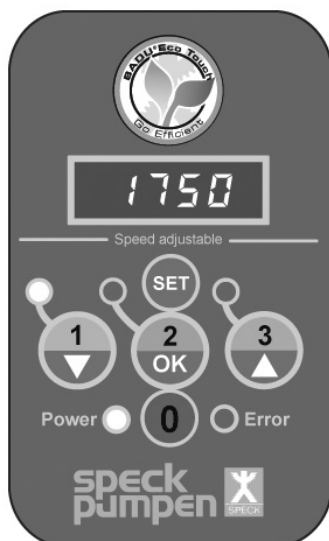 BADU®Eco Touch
Go Efficient
1750
Speed adjustable
SET
1 2 3
OK
Power 0 Error
speck
pumpen
SPECK